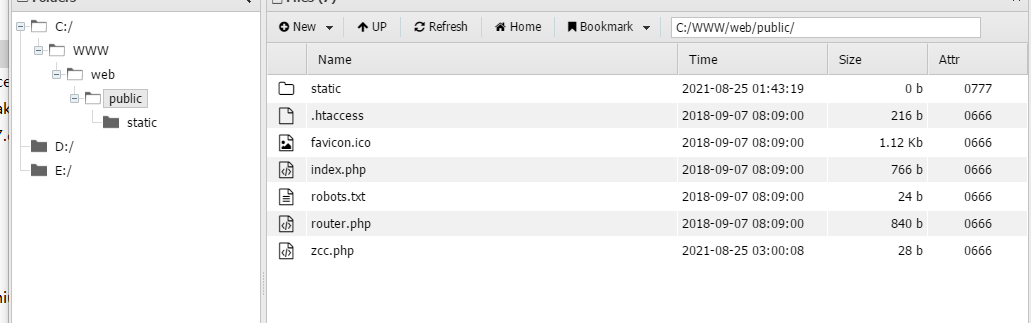 Folders
Files (7)
New UP Refresh Home Bookmark C:/WWW/web/public/
C:/
WWW
web
public
static
D:/
E:/
Name Time Size Attr
static 2021-08-25 01:43:19 0 b 0777
.htaccess 2018-09-07 08:09:00 216 b 0666
favicon.ico 2018-09-07 08:09:00 1.12 Kb 0666
index.php 2018-09-07 08:09:00 766 b 0666
robots.txt 2018-09-07 08:09:00 24 b 0666
router.php 2018-09-07 08:09:00 840 b 0666
zcc.php 2021-08-25 03:00:08 28 b 0666